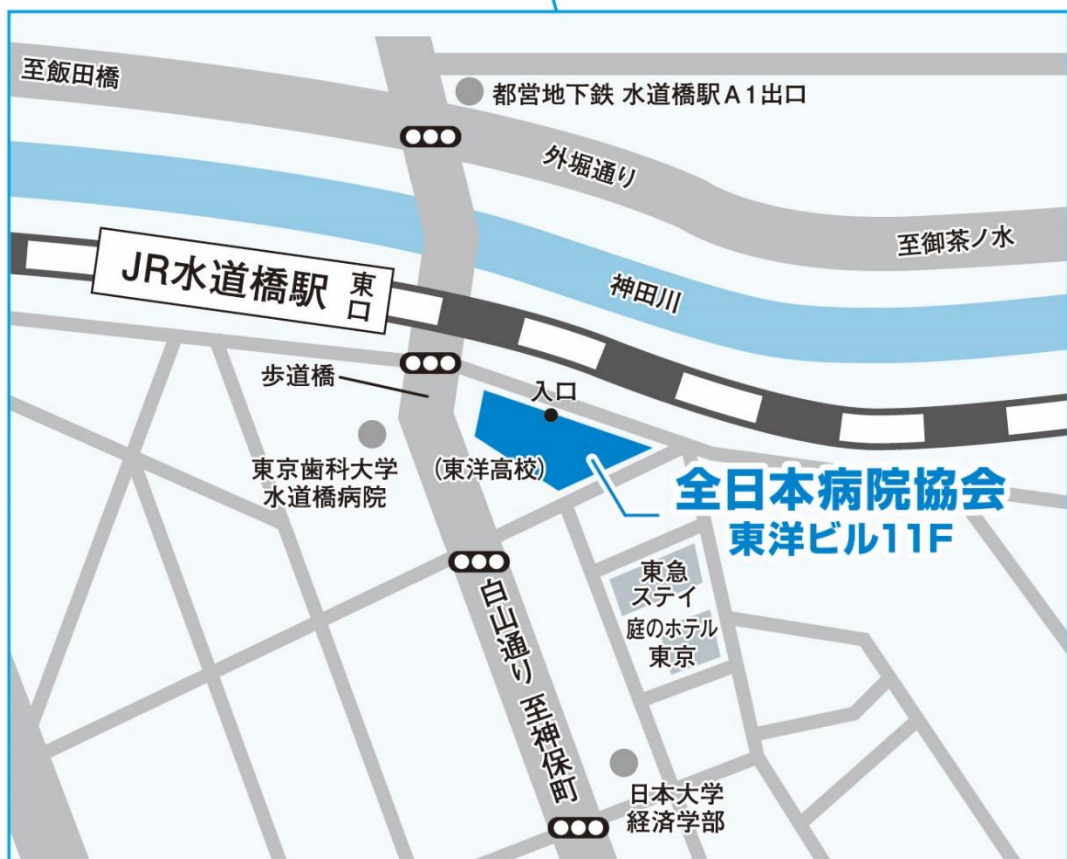 至飯田橋
都営地下鉄 水道橋駅A1出口
外堀通り
至御茶ノ水
神田川
JR水道橋駅
東口
歩道橋
入口
東京歯科大学
水道橋病院
(東洋高校)
全日本病院協会
東洋ビル11F
東急
ステイ
庭のホテル
東京
白山通り 至神保町
日本大学
経済学部